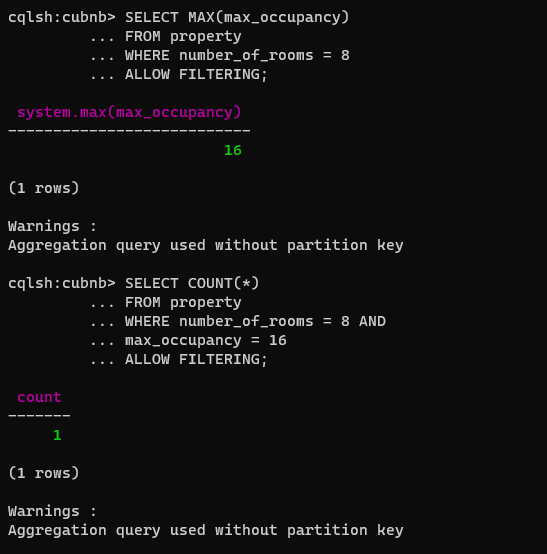 cqlsh:cubnb> SELECT MAX(max_occupancy)
... FROM property
... WHERE number_of_rooms = 8
... ALLOW FILTERING;
system.max(max_occupancy)
---------------------------
16
(1 rows)
Warnings :
Aggregation query used without partition key
cqlsh:cubnb> SELECT COUNT(*)
... FROM property
... WHERE number_of_rooms = 8 AND
... max_occupancy = 16
... ALLOW FILTERING;
count
-------
1
(1 rows)
Warnings :
Aggregation query used without partition key